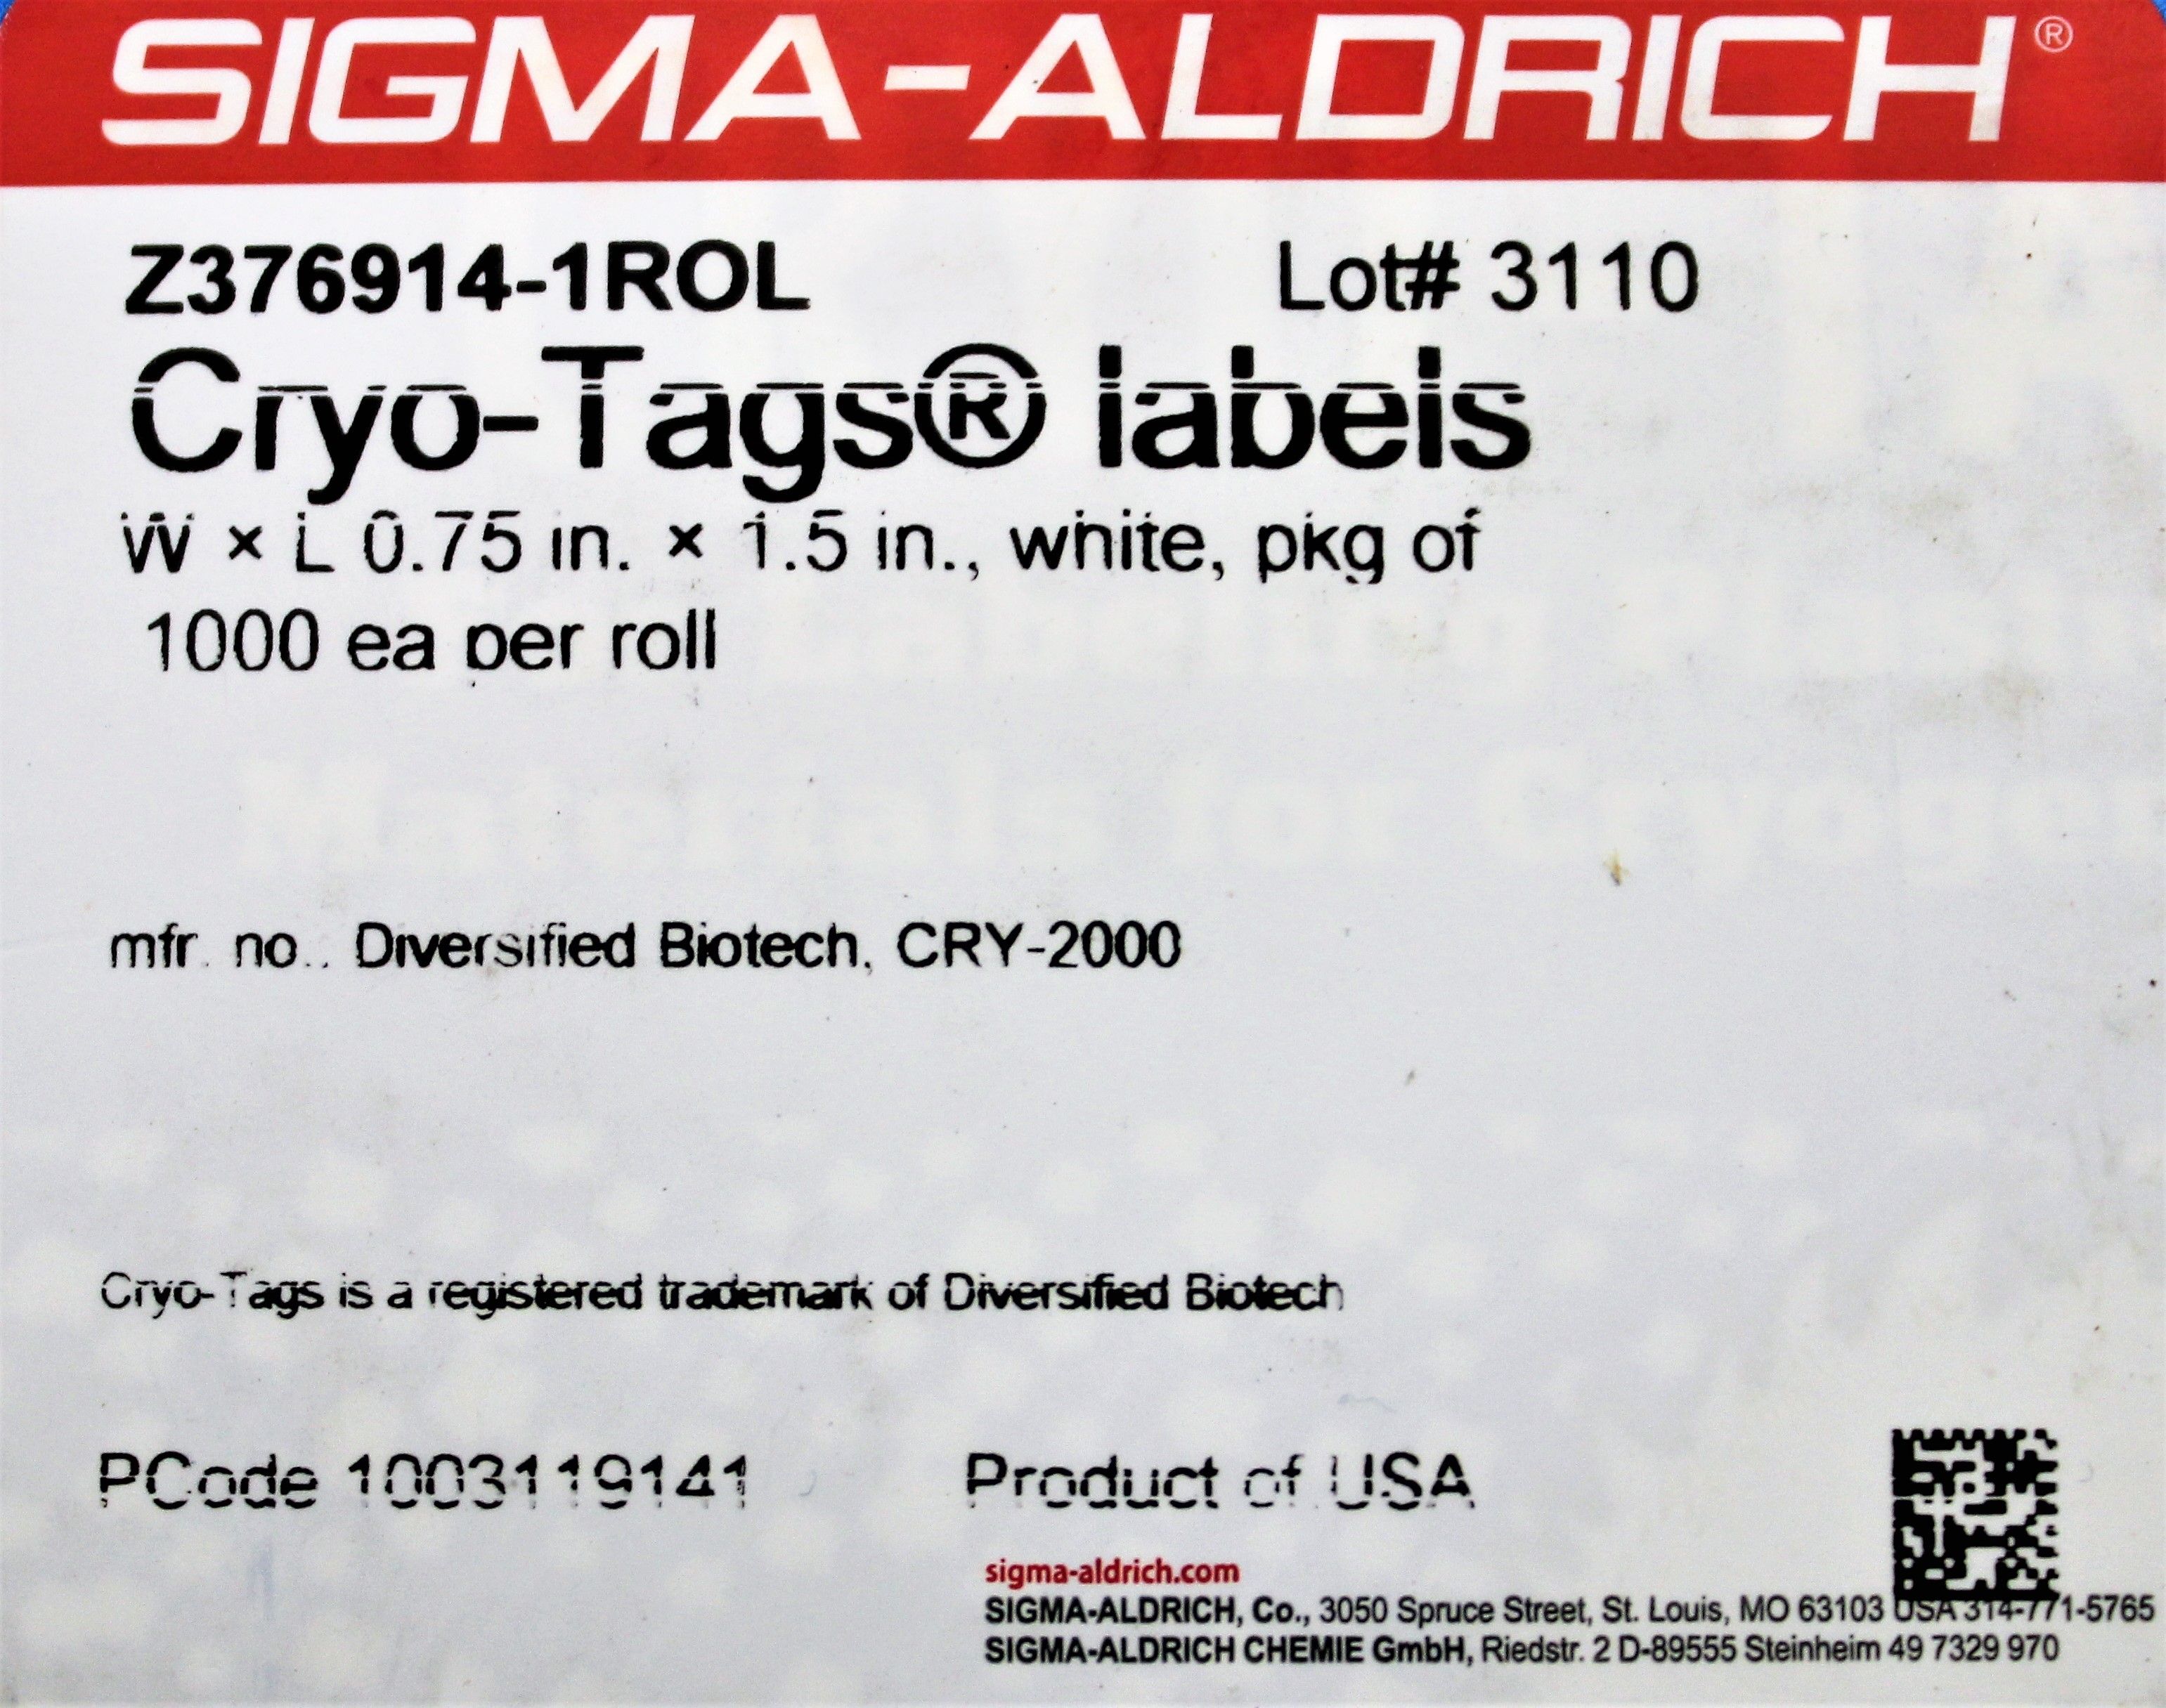 SIGMA-ALDRICH®
Z376914-1ROL Lot# 3110
Cryo-Tags® labels
W × L 0.75 in. × 1.5 in., white, pkg of
1000 ea per roll
Materials for Cryogen
mfr. no.: Diversified Biotech, CRY-2000
Cryo-Tags is a registered trademark of Diversified Biotech
PCode 1003119141 Product of USA
sigma-aldrich.com
SIGMA-ALDRICH, Co., 3050 Spruce Street, St. Louis, MO 63103 USA 314-771-5765
SIGMA-ALDRICH CHEMIE GmbH, Riedstr. 2 D-89555 Steinheim 49 7329 970